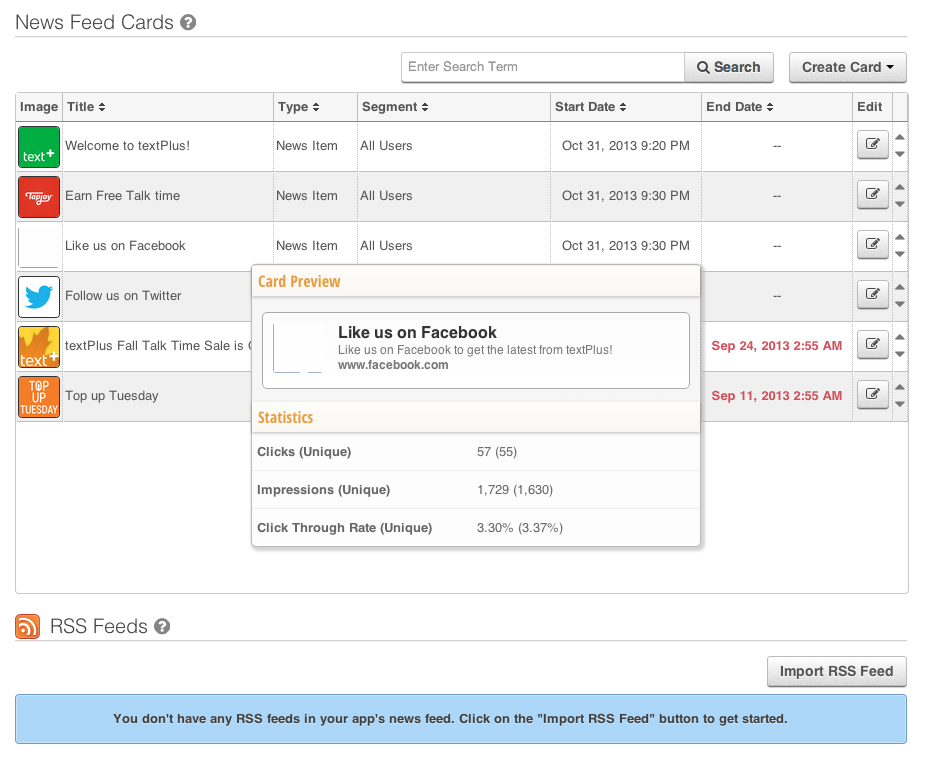 News Feed Cards ?
Enter Search Term Search Create Card
Image Title Type Segment Start Date End Date Edit
text+ Welcome to textPlus! News Item All Users Oct 31, 2013 9:20 PM --
Tapjoy Earn Free Talk time News Item All Users Oct 31, 2013 9:30 PM --
Like us on Facebook News Item All Users Oct 31, 2013 9:30 PM --
Follow us on Twitter --
text+ textPlus Fall Talk Time Sale is Sep 24, 2013 2:55 AM
TOP UP TUESDAY Top up Tuesday Sep 11, 2013 2:55 AM
Card Preview
Like us on Facebook
Like us on Facebook to get the latest from textPlus!
www.facebook.com
Statistics
Clicks (Unique) 57 (55)
Impressions (Unique) 1,729 (1,630)
Click Through Rate (Unique) 3.30% (3.37%)
RSS Feeds ?
Import RSS Feed
You don't have any RSS feeds in your app's news feed. Click on the "Import RSS Feed" button to get started.